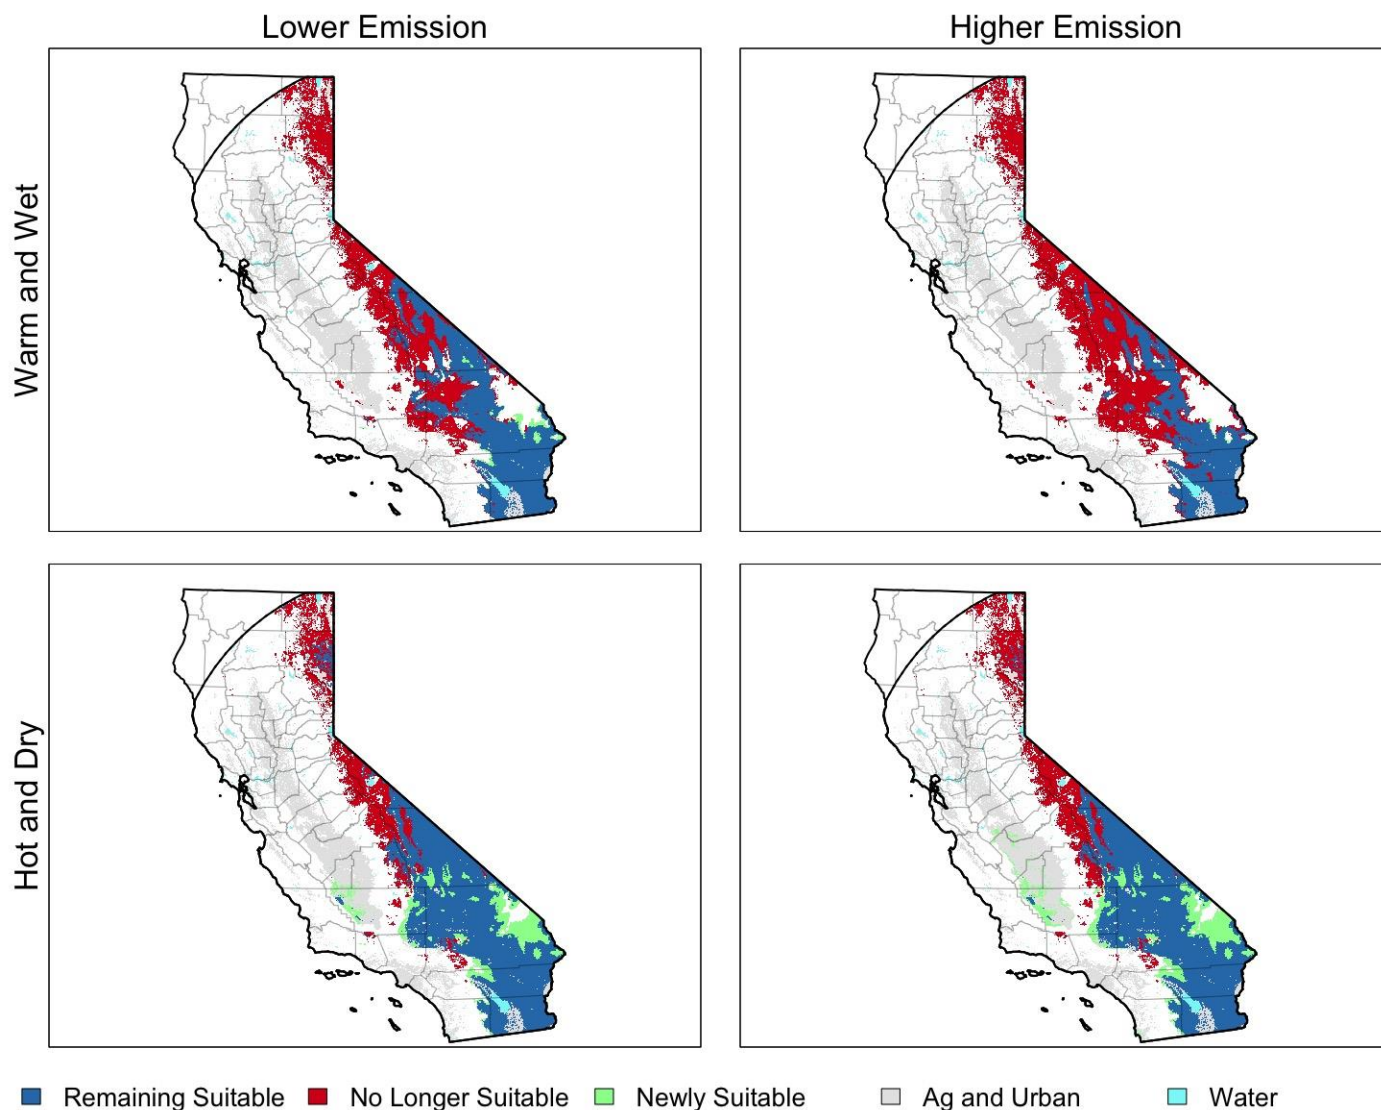 Lower Emission
Higher Emission
Warm and Wet
Hot and Dry
Remaining Suitable
No Longer Suitable
Newly Suitable
Ag and Urban
Water